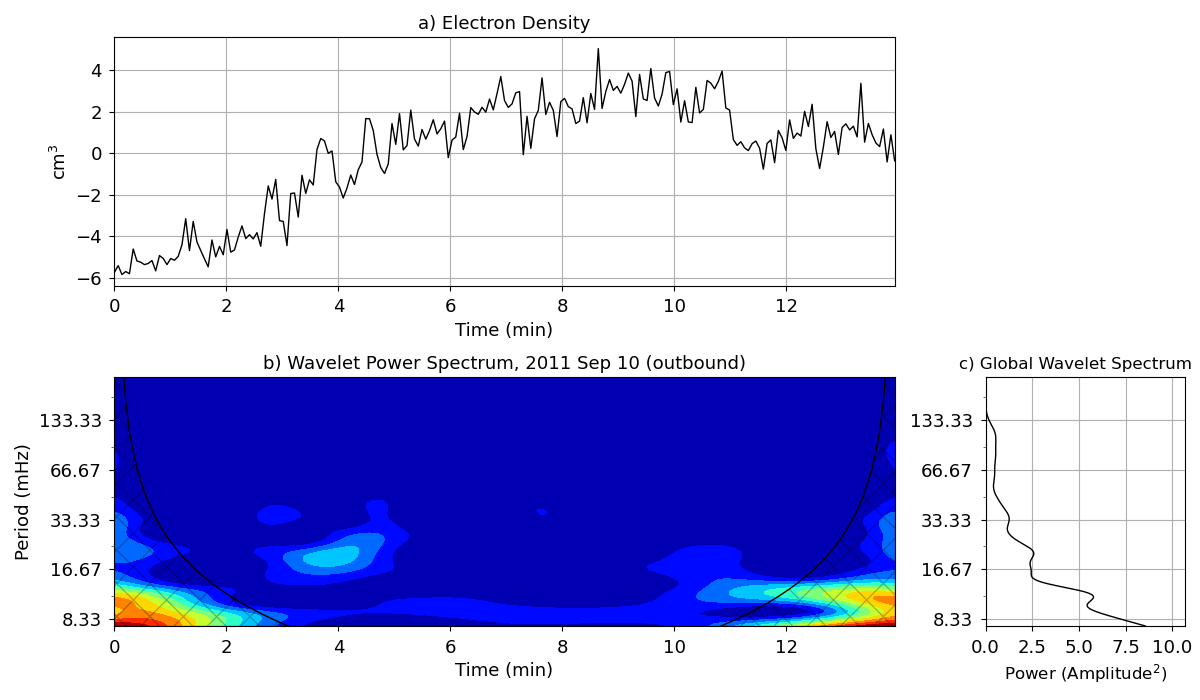 a) Electron Density
4
2
0
−2
−4
−6
cm³
0 2 4 6 8 10 12
Time (min)
b) Wavelet Power Spectrum, 2011 Sep 10 (outbound)
133.33
66.67
33.33
16.67
8.33
Period (mHz)
0 2 4 6 8 10 12
Time (min)
c) Global Wavelet Spectrum
133.33
66.67
33.33
16.67
8.33
0.0 2.5 5.0 7.5 10.0
Power (Amplitude²)